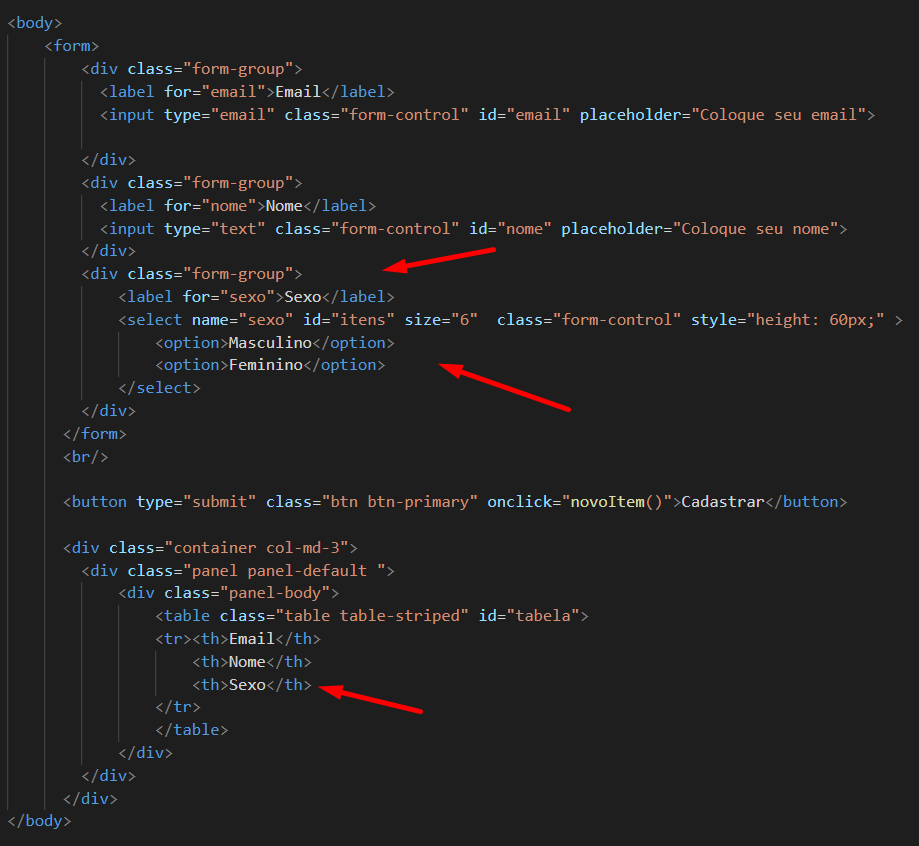 <body>
<form>
<div class="form-group">
<label for="email">Email</label>
<input type="email" class="form-control" id="email" placeholder="Coloque seu email">
</div>
<div class="form-group">
<label for="nome">Nome</label>
<input type="text" class="form-control" id="nome" placeholder="Coloque seu nome">
</div>
<div class="form-group">
<label for="sexo">Sexo</label>
<select name="sexo" id="itens" size="6"  class="form-control" style="height: 60px;" >
<option>Masculino</option>
<option>Feminino</option>
</select>
</div>
</form>
<br/>
<button type="submit" class="btn btn-primary" onclick="novoItem()">Cadastrar</button>
<div class="container col-md-3">
<div class="panel panel-default ">
<div class="panel-body">
<table class="table table-striped" id="tabela">
<tr><th>Email</th>
<th>Nome</th>
<th>Sexo</th>
</tr>
</table>
</div>
</div>
</div>
</body>